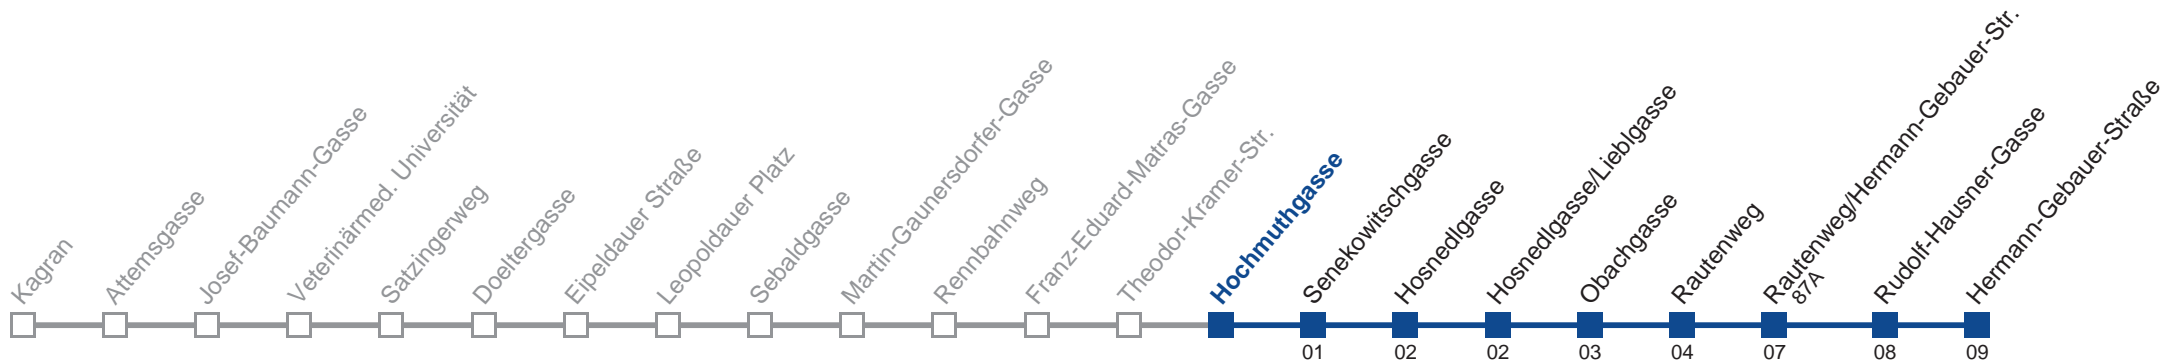 Kagran
Attemsgasse
Josef-Baumann-Gasse
Veterinärmed. Universität
Satzingerweg
Doeltergasse
Eipeldauer Straße
Leopoldauer Platz
Sebaldgasse
Martin-Gaunersdorfer-Gasse
Rennbahnweg
Franz-Eduard-Matras-Gasse
Theodor-Kramer-Str.
Hochmuthgasse
Senekowitschgasse
01
Hosnedlgasse
02
Hosnedlgasse/Lieblgasse
02
Obachgasse
03
Rautenweg
04
Rautenweg/Hermann-Gebauer-Str.
87A
07
Rudolf-Hausner-Gasse
08
Hermann-Gebauer-Straße
09